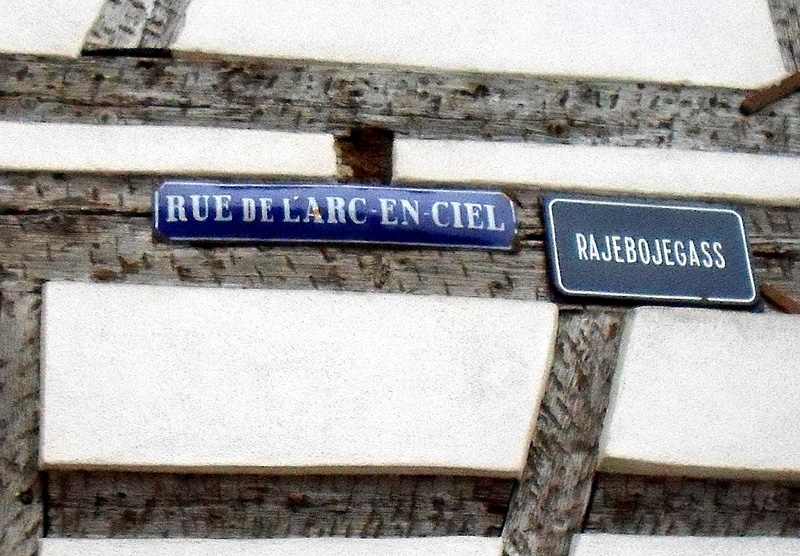 RUE DE L'ARC-EN-CIEL
RAJEBOJEGASS